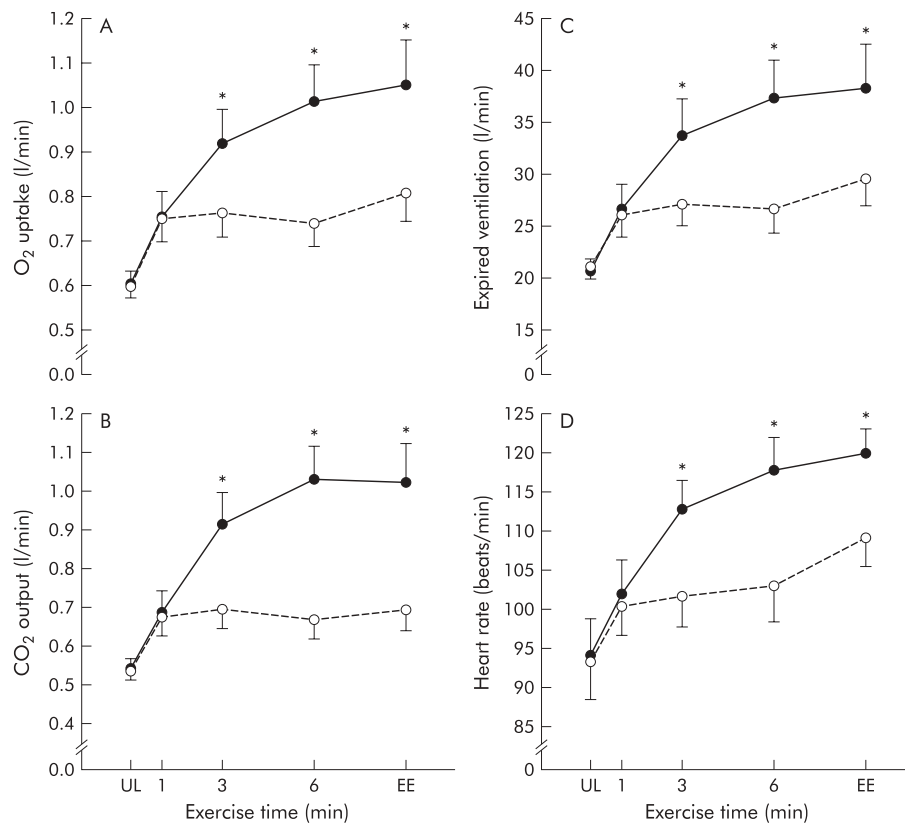 A
O2 uptake (l/min)
1.2
1.1
1.0
0.9
0.8
0.7
0.6
0.5
0.0
* * *
C
Expired ventilation (l/min)
45
40
35
30
25
20
15
0
* * *
B
CO2 output (l/min)
1.2
1.1
1.0
0.9
0.8
0.7
0.6
0.5
0.4
0.0
* * *
UL 1 3 6 EE
Exercise time (min)
D
Heart rate (beats/min)
125
120
115
110
105
100
95
90
85
0
* * *
UL 1 3 6 EE
Exercise time (min)